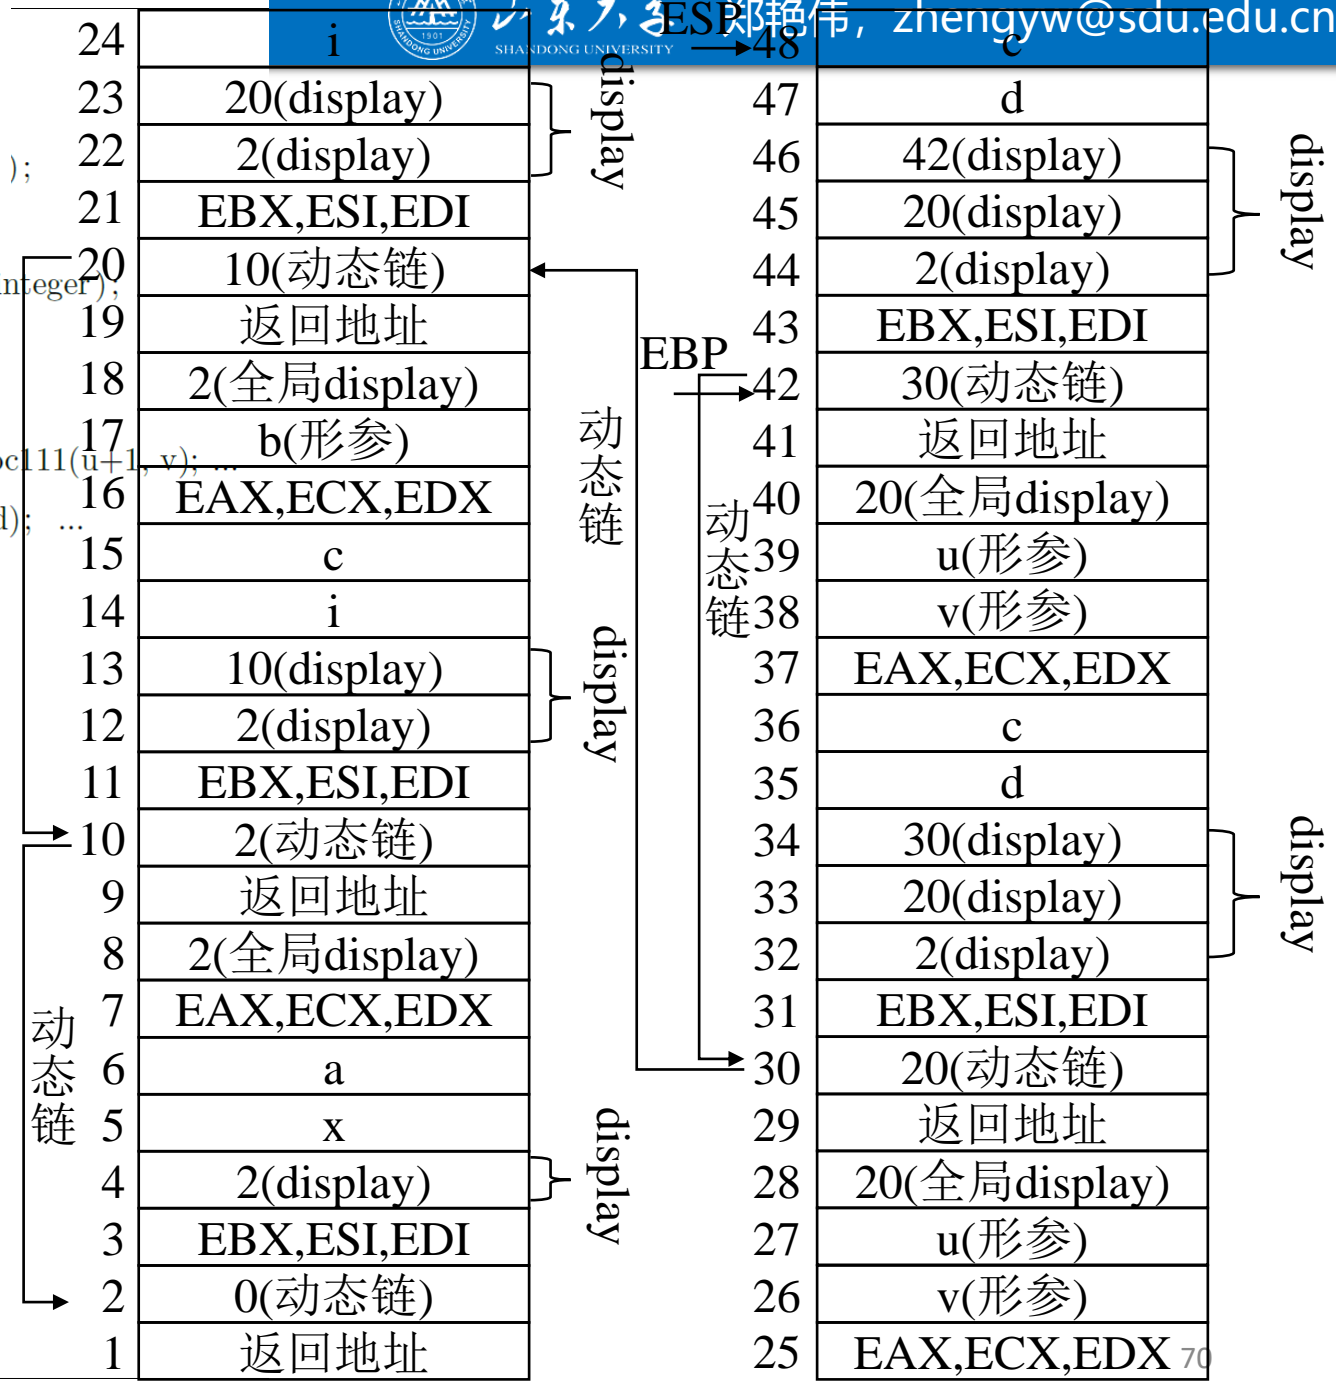 山东大学
SHANDONG UNIVERSITY
1901
郑艳伟，zhengyw@sdu.edu.cn
);
integer);
oc111(u+1, v); ...
d); ...
24 i
23 20(display)
22 2(display)
21 EBX,ESI,EDI
20 10(动态链)
19 返回地址
18 2(全局display)
17 b(形参)
16 EAX,ECX,EDX
15 c
14 i
13 10(display)
12 2(display)
11 EBX,ESI,EDI
10 2(动态链)
9 返回地址
8 2(全局display)
7 EAX,ECX,EDX
6 a
5 x
4 2(display)
3 EBX,ESI,EDI
2 0(动态链)
1 返回地址
display
display
display
动态链
动态链
ESP
48 c
47 d
46 42(display)
45 20(display)
44 2(display)
43 EBX,ESI,EDI
EBP
42 30(动态链)
41 返回地址
40 20(全局display)
39 u(形参)
38 v(形参)
37 EAX,ECX,EDX
36 c
35 d
34 30(display)
33 20(display)
32 2(display)
31 EBX,ESI,EDI
30 20(动态链)
29 返回地址
28 20(全局display)
27 u(形参)
26 v(形参)
25 EAX,ECX,EDX
动态链
display
display
70